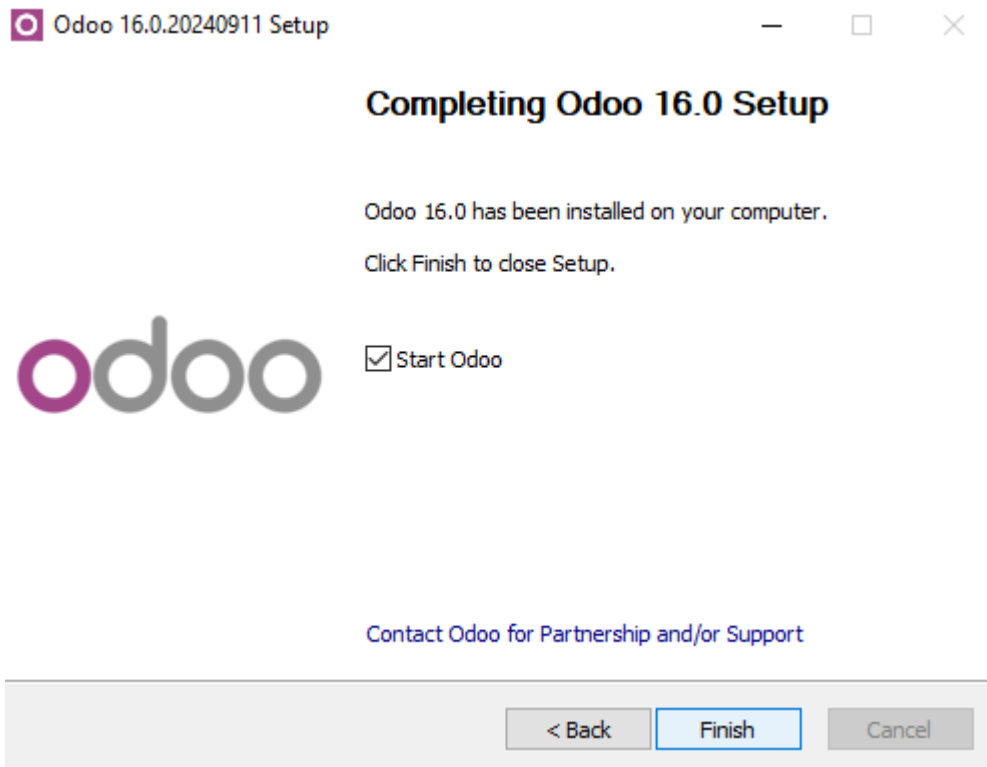 Odoo 16.0.20240911 Setup
Completing Odoo 16.0 Setup
Odoo 16.0 has been installed on your computer.
Click Finish to close Setup.
odoo
Start Odoo
Contact Odoo for Partnership and/or Support
< Back
Finish
Cancel